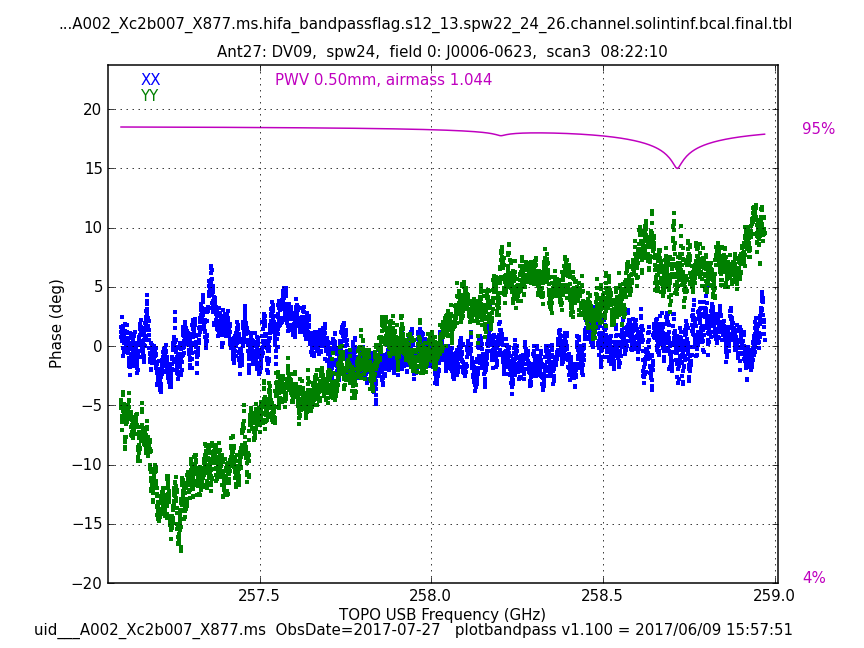 ...A002_Xc2b007_X877.ms.hifa_bandpassflag.s12_13.spw22_24_26.channel.solintinf.bcal.final.tbl
Ant27: DV09, spw24, field 0: J0006-0623, scan3 08:22:10
XX
PWV 0.50mm, airmass 1.044
YY
20
95%
15
10
5
0
Phase (deg)
−5
−10
−15
−20
4%
257.5
258.0
258.5
259.0
TOPO USB Frequency (GHz)
uid___A002_Xc2b007_X877.ms ObsDate=2017-07-27 plotbandpass v1.100 = 2017/06/09 15:57:51